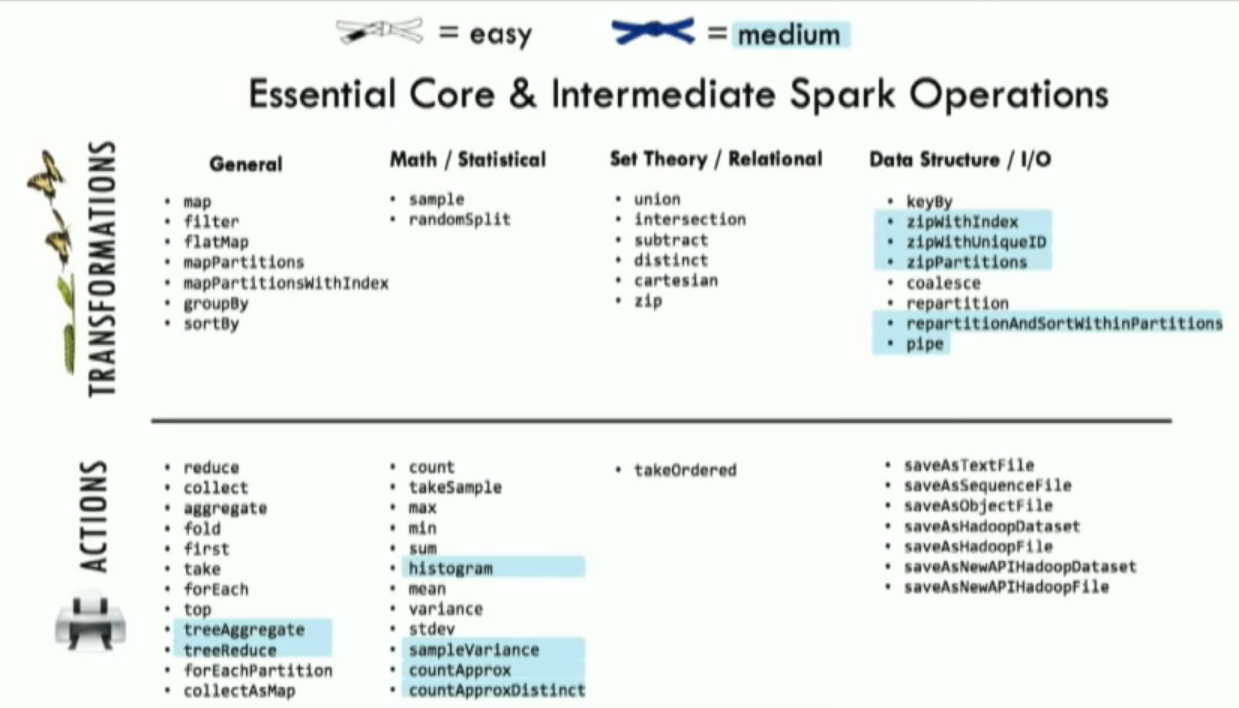 = easy
= medium
Essential Core & Intermediate Spark Operations
TRANSFORMATIONS
General
• map
• filter
• flatMap
• mapPartitions
• mapPartitionsWithIndex
• groupBy
• sortBy
Math / Statistical
• sample
• randomSplit
Set Theory / Relational
• union
• intersection
• subtract
• distinct
• cartesian
• zip
Data Structure / I/O
• keyBy
• zipWithIndex
• zipWithUniqueID
• zipPartitions
• coalesce
• repartition
• repartitionAndSortWithinPartitions
• pipe
ACTIONS
• reduce
• collect
• aggregate
• fold
• first
• take
• forEach
• top
• treeAggregate
• treeReduce
• forEachPartition
• collectAsMap
• count
• takeSample
• max
• min
• sum
• histogram
• mean
• variance
• stdev
• sampleVariance
• countApprox
• countApproxDistinct
• takeOrdered
• saveAsTextFile
• saveAsSequenceFile
• saveAsObjectFile
• saveAsHadoopDataset
• saveAsHadoopFile
• saveAsNewAPIHadoopDataset
• saveAsNewAPIHadoopFile